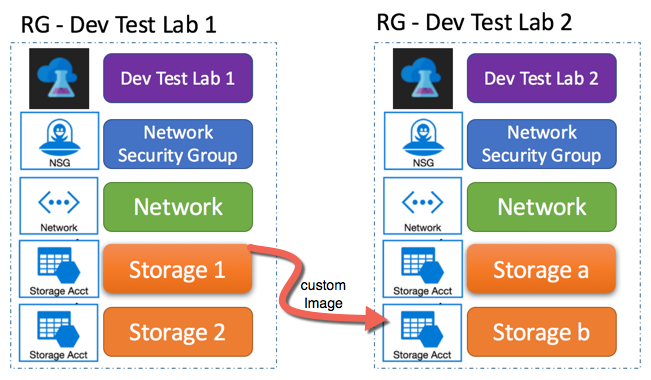 RG - Dev Test Lab 1
Dev Test Lab 1
NSG
Network
Security Group
Network
Network
Storage Acct
Storage 1
Storage Acct
Storage 2
custom
Image
RG - Dev Test Lab 2
Dev Test Lab 2
NSG
Network
Security Group
Network
Network
Storage Acct
Storage a
Storage Acct
Storage b